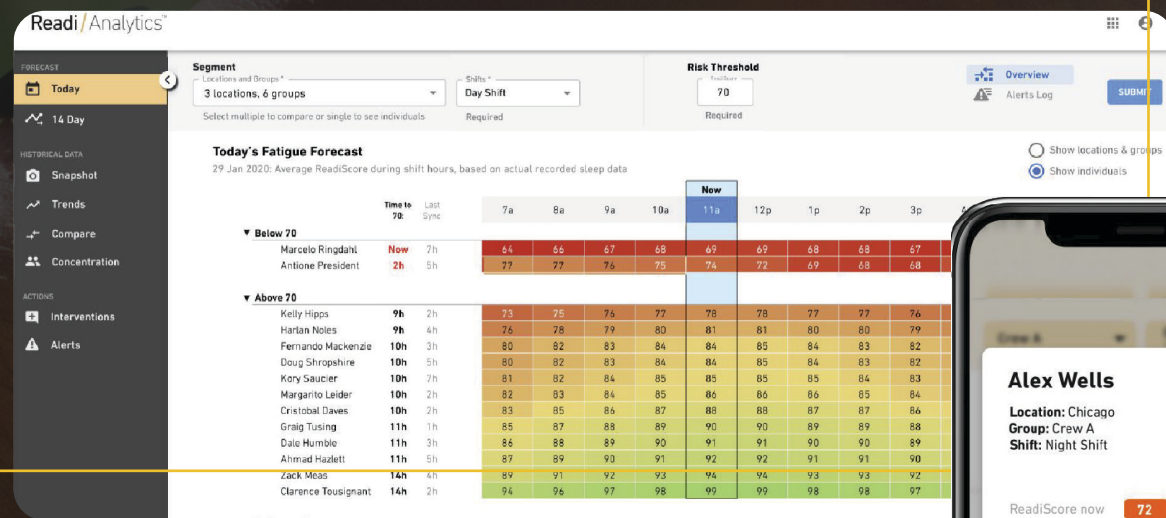 Readi/Analytics™
FORECAST
Today
14 Day
HISTORICAL DATA
Snapshot
Trends
Compare
Concentration
ACTIONS
Interventions
Alerts
Segment
Locations and Groups *
3 locations, 6 groups
Select multiple to compare or single to see individuals
Shifts *
Day Shift
Required
Risk Threshold
70
Required
Overview
Alerts Log
SUBMIT
Today's Fatigue Forecast
29 Jan 2020: Average ReadiScore during shift hours, based on actual recorded sleep data
Show locations & groups
Show individuals
Now
Time to 70: Last Sync 7a 8a 9a 10a 11a 12p 1p 2p 3p
▼ Below 70
Marcelo Ringdahl Now 7h 64 66 67 68 69 69 68 68 67
Antione President 2h 5h 77 77 76 75 74 72 69 68 68
▼ Above 70
Kelly Hipps 9h 2h 73 75 76 77 78 78 77 77 76
Harlan Noles 9h 4h 76 78 79 80 81 81 80 80 79
Fernando Mackenzie 10h 3h 80 82 83 84 84 85 84 83 82
Doug Shropshire 10h 5h 80 82 83 84 84 85 84 83 82
Kory Saucier 10h 7h 81 82 84 85 85 85 85 84 83
Margarito Leider 10h 2h 82 83 84 85 86 86 86 85 84
Cristobal Daves 10h 2h 83 85 86 87 88 88 87 87 86
Graig Tusing 11h 1h 85 87 88 89 90 90 89 89 88
Dale Humble 11h 3h 86 88 89 90 91 91 90 90 89
Ahmad Hazlett 11h 5h 87 89 90 91 92 92 91 91 90
Zack Meas 14h 4h 89 91 92 93 94 94 93 93 92
Clarence Tousignant 14h 2h 94 96 97 98 99 99 98 98 97
Crew A
Alex Wells
Location: Chicago
Group: Crew A
Shift: Night Shift
ReadiScore now 72